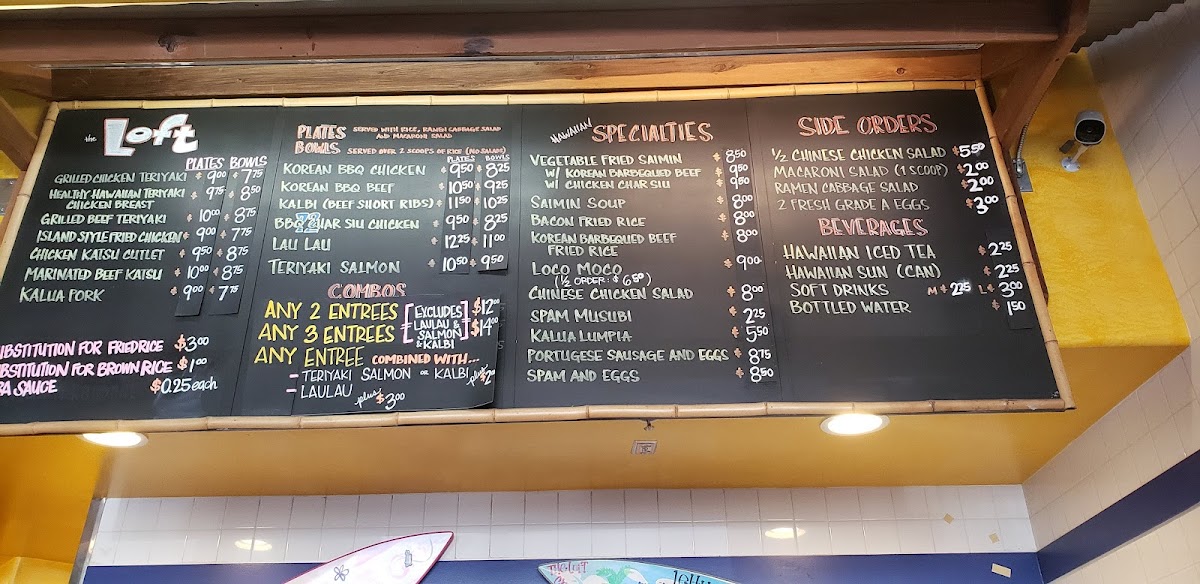 the Loft
PLATES BOWLS
GRILLED CHICKEN TERIYAKI $9.00 $7.75
HEALTHY HAWAIIAN TERIYAKI CHICKEN BREAST $9.75 $8.50
GRILLED BEEF TERIYAKI $10.00 $8.75
ISLAND STYLE FRIED CHICKEN $9.00 $7.75
CHICKEN KATSU CUTLET $9.50 $8.75
MARINATED BEEF KATSU $10.00 $8.75
KALUA PORK $9.00 $7.75
UBSTITUTION FOR FRIED RICE $3.00
UBSTITUTION FOR BROWN RICE $1.00
RA SAUCE $0.25 each
PLATES SERVED WITH RICE, RAMEN CABBAGE SALAD
AND MACARONI SALAD
BOWLS SERVED OVER 2 SCOOPS OF RICE (NO SALADS)
PLATES BOWLS
KOREAN BBQ CHICKEN $9.50 $8.25
KOREAN BBQ BEEF $10.50 $9.25
KALBI (BEEF SHORT RIBS) $11.50 $10.25
BBQ CHAR SIU CHICKEN $9.50 $8.25
LAU LAU $12.25 $11.00
TERIYAKI SALMON $10.50 $9.50
COMBOS
ANY 2 ENTREES [EXCLUDES $12.00
ANY 3 ENTREES LAULAU & SALMON & KALBI] $14.00
ANY ENTREE COMBINED WITH...
- TERIYAKI SALMON OR KALBI plus $2.00
- LAULAU plus $3.00
HAWAIIAN SPECIALTIES
VEGETABLE FRIED SAIMIN $8.50
W/ KOREAN BARBEQUED BEEF $9.50
W/ CHICKEN CHAR SIU $9.50
SAIMIN SOUP $8.00
BACON FRIED RICE $8.00
KOREAN BARBEQUED BEEF $8.00
FRIED RICE
LOCO MOCO $9.00
(½ ORDER: $6.50)
CHINESE CHICKEN SALAD $8.00
SPAM MUSUBI $2.25
KALUA LUMPIA $5.50
PORTUGESE SAUSAGE AND EGGS $8.75
SPAM AND EGGS $8.50
SIDE ORDERS
½ CHINESE CHICKEN SALAD $5.50
MACARONI SALAD (1 SCOOP) $2.00
RAMEN CABBAGE SALAD $2.00
2 FRESH GRADE A EGGS $3.00
BEVERAGES
HAWAIIAN ICED TEA $2.25
HAWAIIAN SUN (CAN) $2.25
SOFT DRINKS M $2.25 L $3.00
BOTTLED WATER $1.50